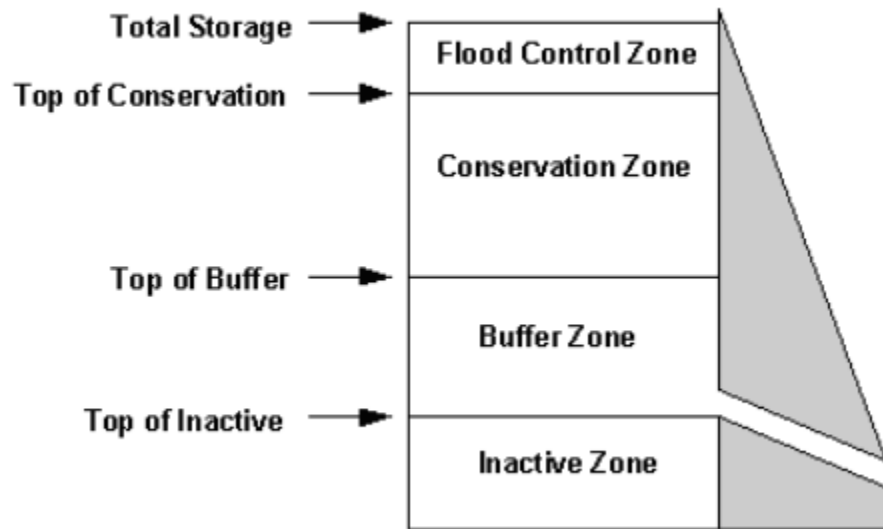 Total Storage
Flood Control Zone
Top of Conservation
Conservation Zone
Top of Buffer
Buffer Zone
Top of Inactive
Inactive Zone